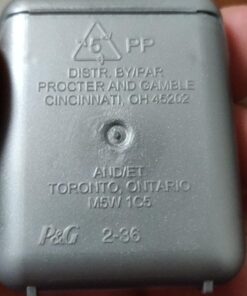 5 PP
DISTR. BY/PAR
PROCTER AND GAMBLE
CINCINNATI, OH 45202
AND/ET
TORONTO, ONTARIO
M5W 1C5
P&G 2-36